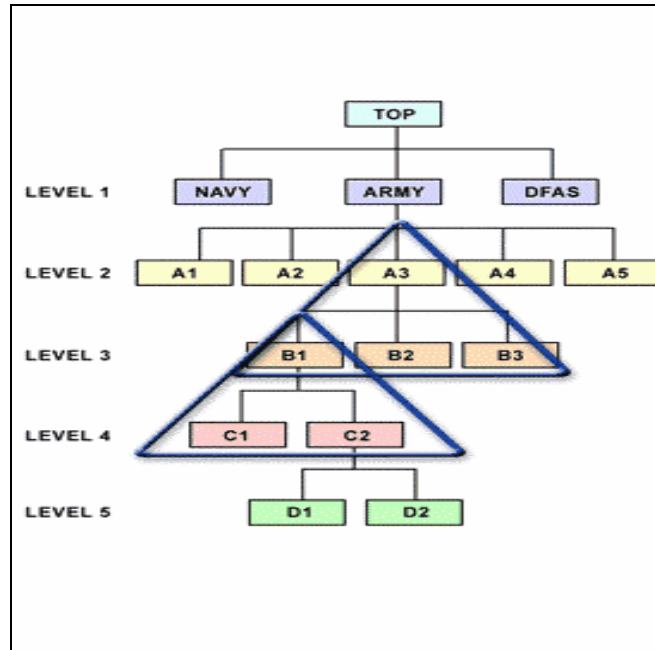 TOP
LEVEL 1 NAVY ARMY DFAS
LEVEL 2 A1 A2 A3 A4 A5
LEVEL 3 B1 B2 B3
LEVEL 4 C1 C2
LEVEL 5 D1 D2